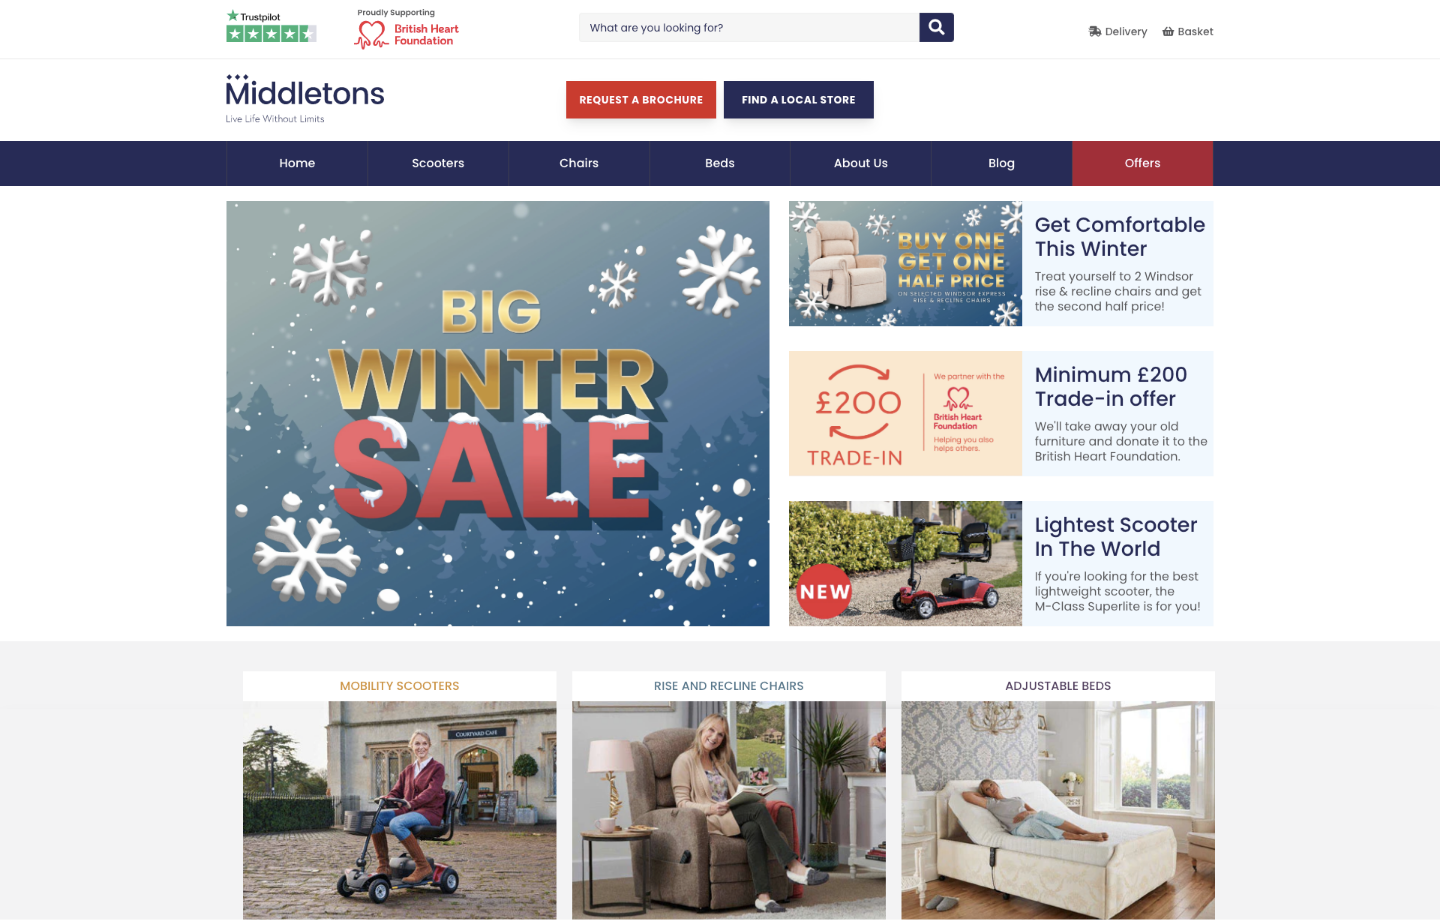 Trustpilot
Proudly Supporting
British Heart
Foundation
What are you looking for?
Delivery
Basket
Middletons
Live Life Without Limits
REQUEST A BROCHURE
FIND A LOCAL STORE
Home
Scooters
Chairs
Beds
About Us
Blog
Offers
BIG
WINTER
SALE
BUY ONE
GET ONE
HALF PRICE
ON SELECTED WINDSOR EXPRESS
RISE & RECLINE CHAIRS
Get Comfortable
This Winter
Treat yourself to 2 Windsor
rise & recline chairs and get
the second half price!
£200
TRADE-IN
We partner with the
British Heart
Foundation
Helping you also
helps others.
Minimum £200
Trade-in offer
We'll take away your old
furniture and donate it to the
British Heart Foundation.
NEW
Lightest Scooter
In The World
If you're looking for the best
lightweight scooter, the
M-Class Superlite is for you!
MOBILITY SCOOTERS
COURTYARD CAFÉ
RISE AND RECLINE CHAIRS
ADJUSTABLE BEDS